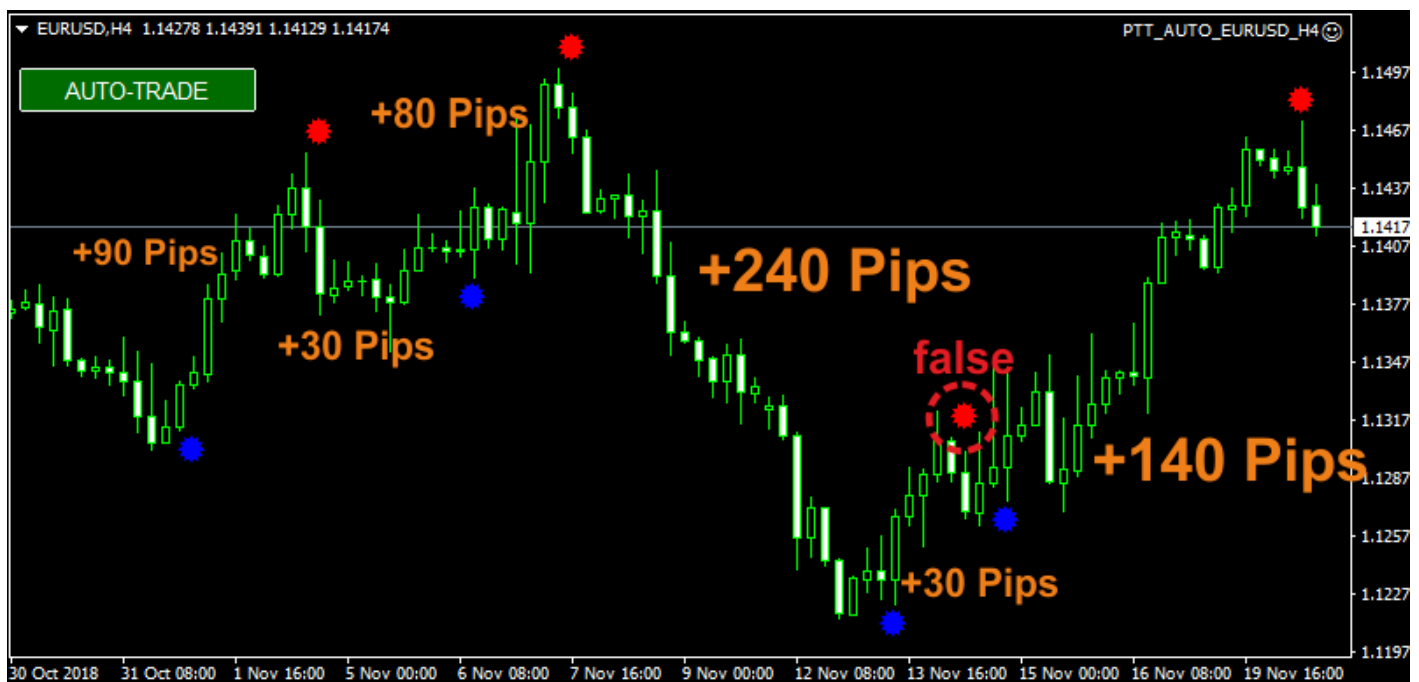 EURUSD,H4 1.14278 1.14391 1.14129 1.14174
PTT_AUTO_EURUSD_H4
AUTO-TRADE
+80 Pips
+90 Pips
+240 Pips
+30 Pips
false
+140 Pips
+30 Pips
1.1497
1.1467
1.1437
1.1417
1.1407
1.1377
1.1347
1.1317
1.1287
1.1257
1.1227
1.1197
30 Oct 2018 31 Oct 08:00 1 Nov 16:00 5 Nov 00:00 6 Nov 08:00 7 Nov 16:00 9 Nov 00:00 12 Nov 00:00 13 Nov 16:00 15 Nov 00:00 16 Nov 08:00 19 Nov 16:00